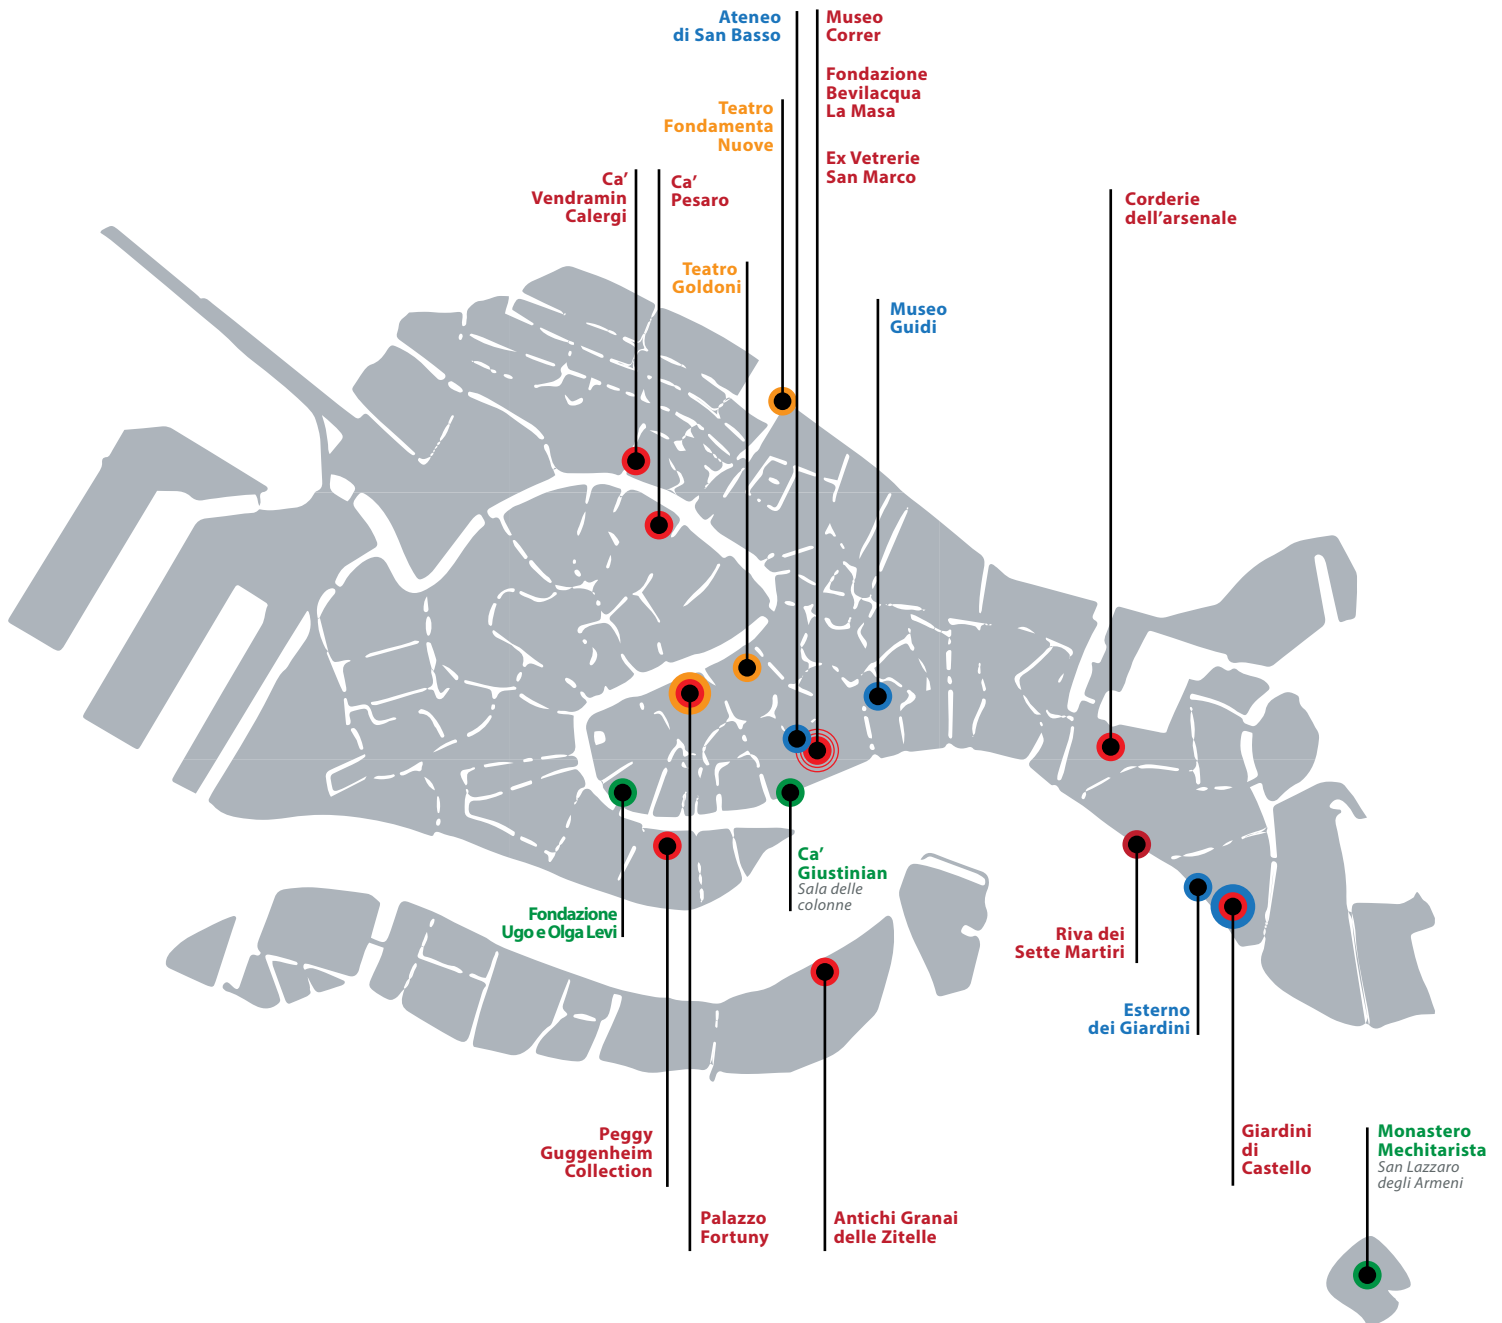 Ateneo
di San Basso
Museo
Correr
Fondazione
Bevilacqua
La Masa
Teatro
Fondamenta
Nuove
Ex Vetrerie
San Marco
Ca’
Vendramin
Calergi
Ca’
Pesaro
Corderie
dell’arsenale
Teatro
Goldoni
Museo
Guidi
Ca’
Giustinian
Sala delle
colonne
Fondazione
Ugo e Olga Levi
Riva dei
Sette Martiri
Esterno
dei Giardini
Peggy
Guggenheim
Collection
Giardini
di
Castello
Monastero
Mechitarista
San Lazzaro
degli Armeni
Palazzo
Fortuny
Antichi Granai
delle Zitelle